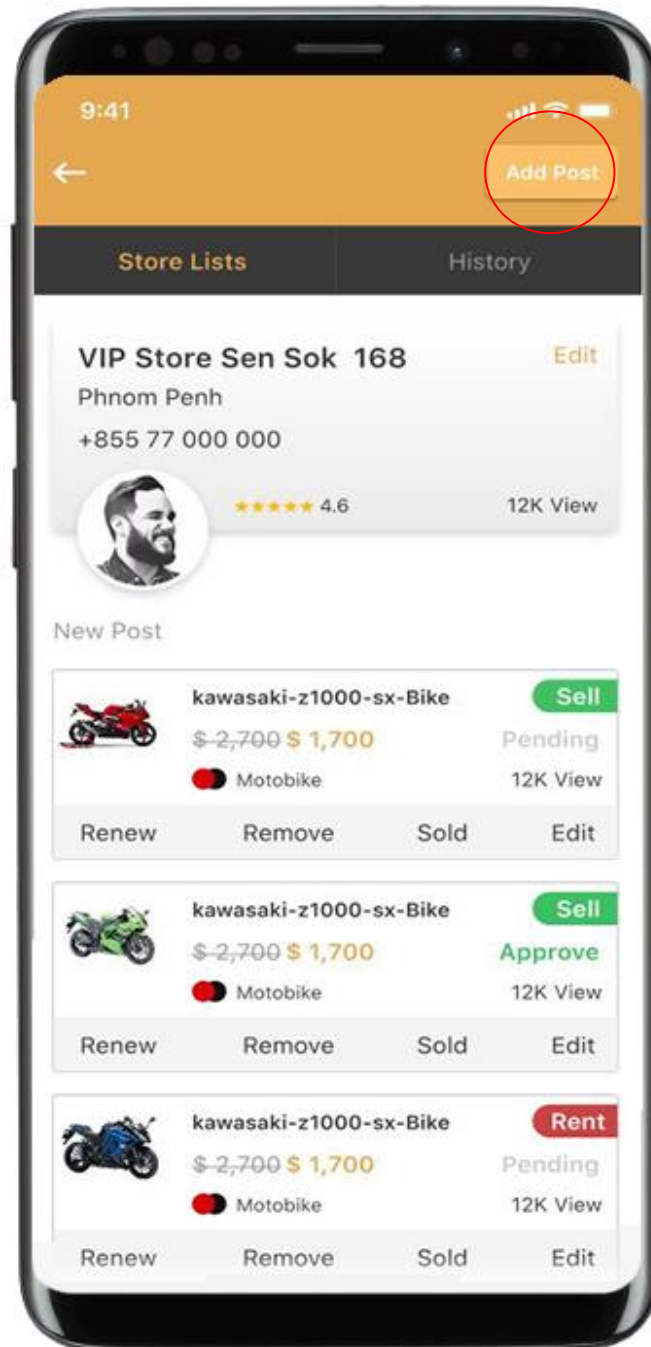 9:41
Add Post
Store Lists History
VIP Store Sen Sok 168 Edit
Phnom Penh
+855 77 000 000
4.6 12K View
New Post
kawasaki-z1000-sx-Bike Sell
$ 2,700 $ 1,700 Pending
Motobike 12K View
Renew Remove Sold Edit
kawasaki-z1000-sx-Bike Sell
$ 2,700 $ 1,700 Approve
Motobike 12K View
Renew Remove Sold Edit
kawasaki-z1000-sx-Bike Rent
$ 2,700 $ 1,700 Pending
Motobike 12K View
Renew Remove Sold Edit